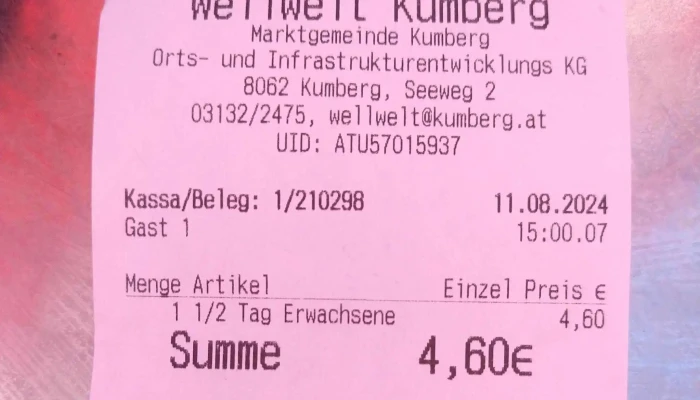 Wellwelt Kumberg
Marktgemeinde Kumberg
Orts- und Infrastrukturentwicklungs KG
8062 Kumberg, Seeweg 2
03132/2475, wellwelt@kumberg.at
UID: ATU57015937
Kassa/Beleg: 1/210298 11.08.2024
Gast 1 15:00.07
Menge Artikel Einzel Preis €
1 1/2 Tag Erwachsene 4,60
Summe 4,60€